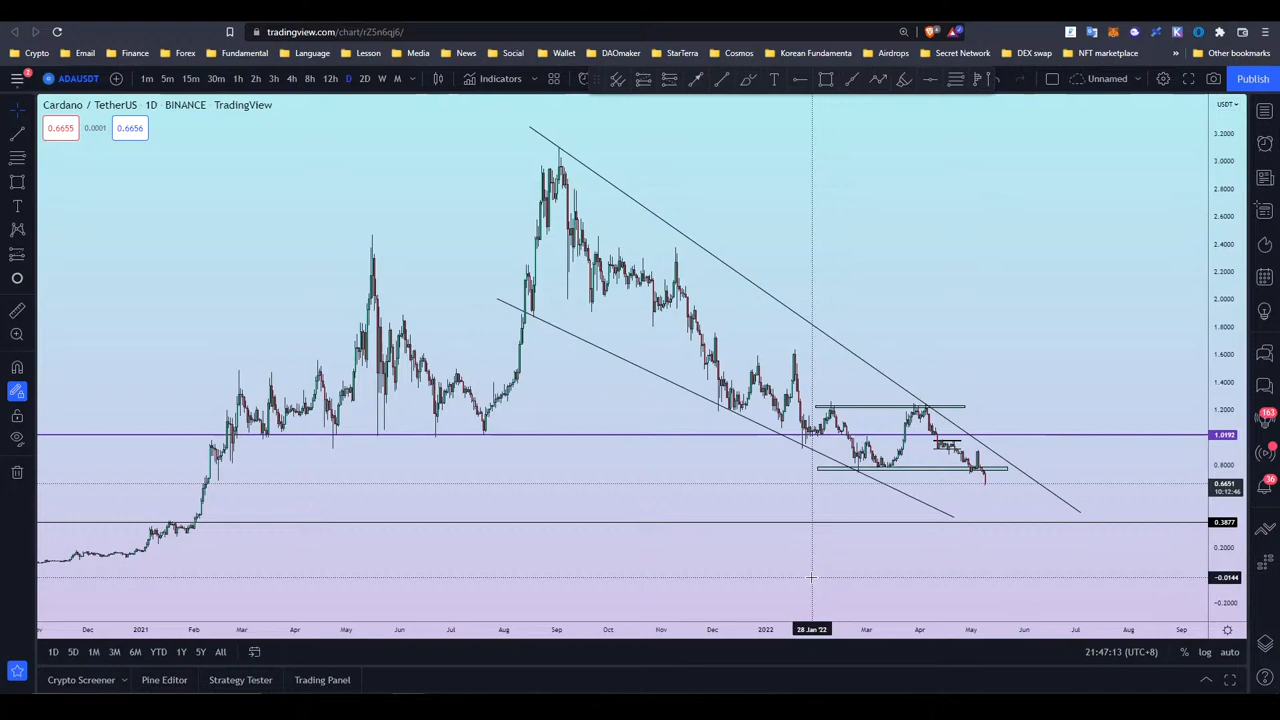 tradingview.com/chart/rZ5n6qj6/
Crypto Email Finance Forex Fundamental Language Lesson Media News Social Wallet DAOmaker StarTerra Cosmos Korean Fundamenta Airdrops Secret Network DEX swap NFT marketplace » Other bookmarks
2 ADAUSDT 1m 5m 15m 30m 1h 2h 3h 4h 8h 12h D 2D W M Indicators Unnamed Publish
Cardano / TetherUS · 1D · BINANCE TradingView
USDT
0.6655 0.0001 0.6656
3.2000
3.0000
2.8000
2.6000
2.4000
2.2000
2.0000
1.8000
1.6000
1.4000
1.2000
1.0192
0.8000
0.6651
10:12:46
0.3877
0.2000
-0.0144
-0.2000
163
36
Dec 2021 Feb Mar Apr May Jun Jul Aug Sep Oct Nov Dec 2022 28 Jan '22 Mar Apr May Jun Jul Aug Sep
1D 5D 1M 3M 6M YTD 1Y 5Y All 21:47:13 (UTC+8) % log auto
Crypto Screener Pine Editor Strategy Tester Trading Panel